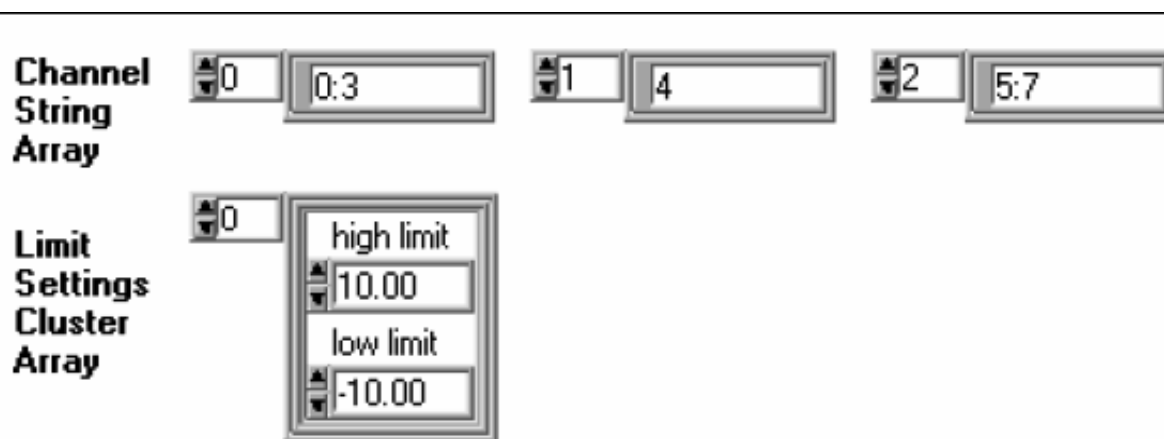 Channel String Array
0 0:3 1 4 2 5:7
Limit Settings Cluster Array
0
high limit
10.00
low limit
-10.00